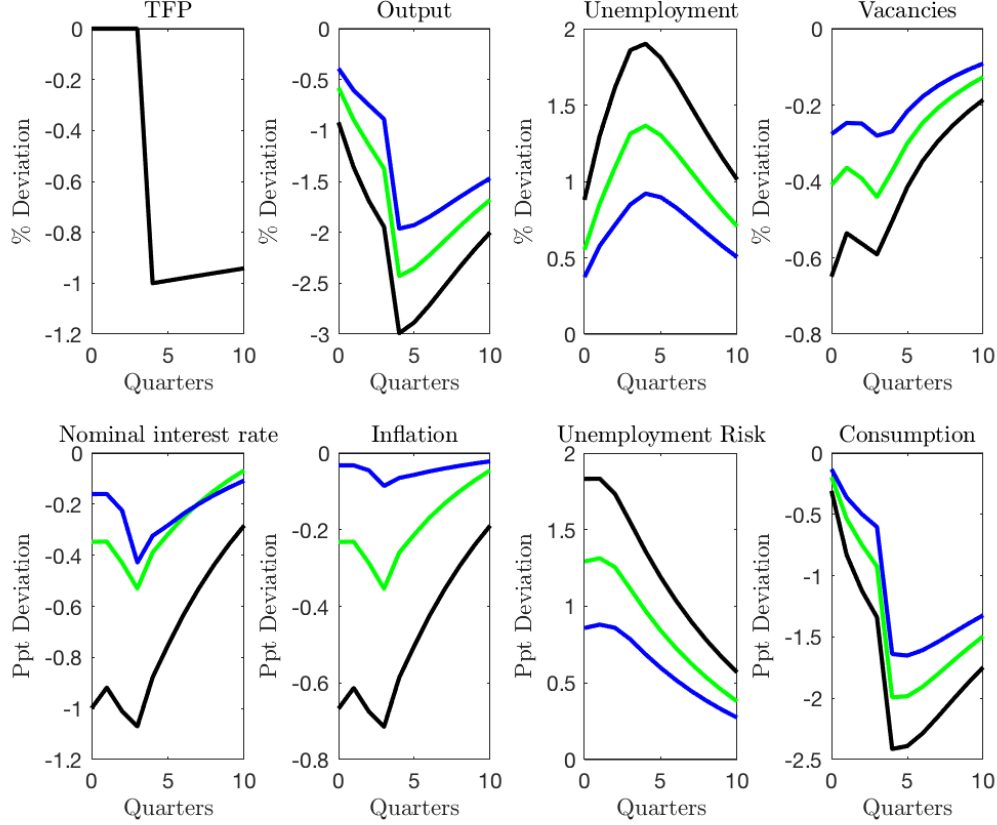 TFP
Output
Unemployment
Vacancies
0
-0.2
-0.4
-0.6
-0.8
-1
-1.2
% Deviation
0 5 10
Quarters
0
-0.5
-1
-1.5
-2
-2.5
-3
% Deviation
0 5 10
Quarters
2
1.5
1
0.5
0
% Deviation
0 5 10
Quarters
0
-0.2
-0.4
-0.6
-0.8
% Deviation
0 5 10
Quarters
Nominal interest rate
Inflation
Unemployment Risk
Consumption
0
-0.2
-0.4
-0.6
-0.8
-1
-1.2
Ppt Deviation
0 5 10
Quarters
0
-0.2
-0.4
-0.6
-0.8
Ppt Deviation
0 5 10
Quarters
2
1.5
1
0.5
0
Ppt Deviation
0 5 10
Quarters
0
-0.5
-1
-1.5
-2
-2.5
Ppt Deviation
0 5 10
Quarters